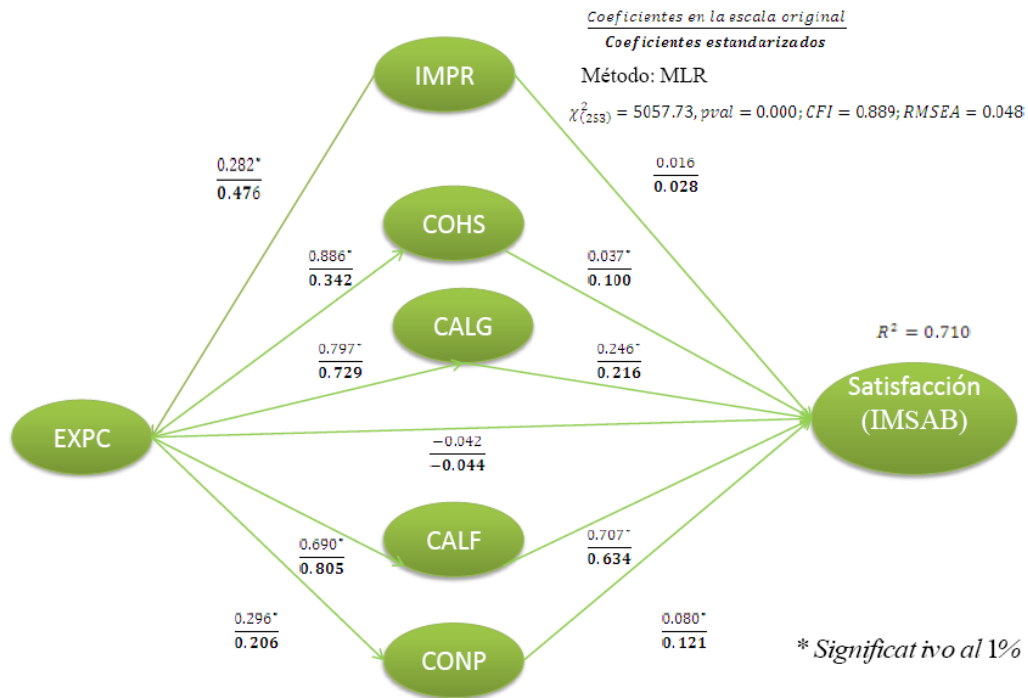 Coeficientes en la escala original
Coeficientes estandarizados
Método: MLR
χ²(253) = 5057.73, pval = 0.000; CFI = 0.889; RMSEA = 0.048
IMPR
0.282*
0.476
0.016
0.028
COHS
0.886*
0.342
0.037*
0.100
CALG
0.797*
0.729
0.246*
0.216
R² = 0.710
Satisfacción
(IMSAB)
EXPC
−0.042
−0.044
CALF
0.690*
0.805
0.707*
0.634
0.296*
0.206
CONP
0.080*
0.121
* Significativo al 1%